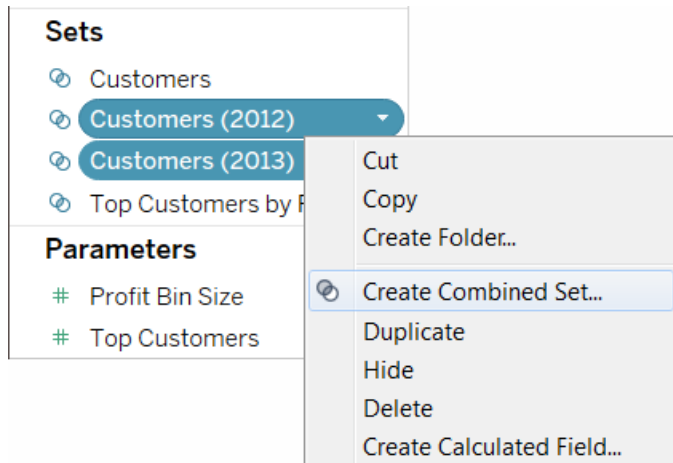 Sets
Customers
Customers (2012)
Customers (2013)
Top Customers by
Parameters
# Profit Bin Size
# Top Customers
Cut
Copy
Create Folder...
Create Combined Set...
Duplicate
Hide
Delete
Create Calculated Field...